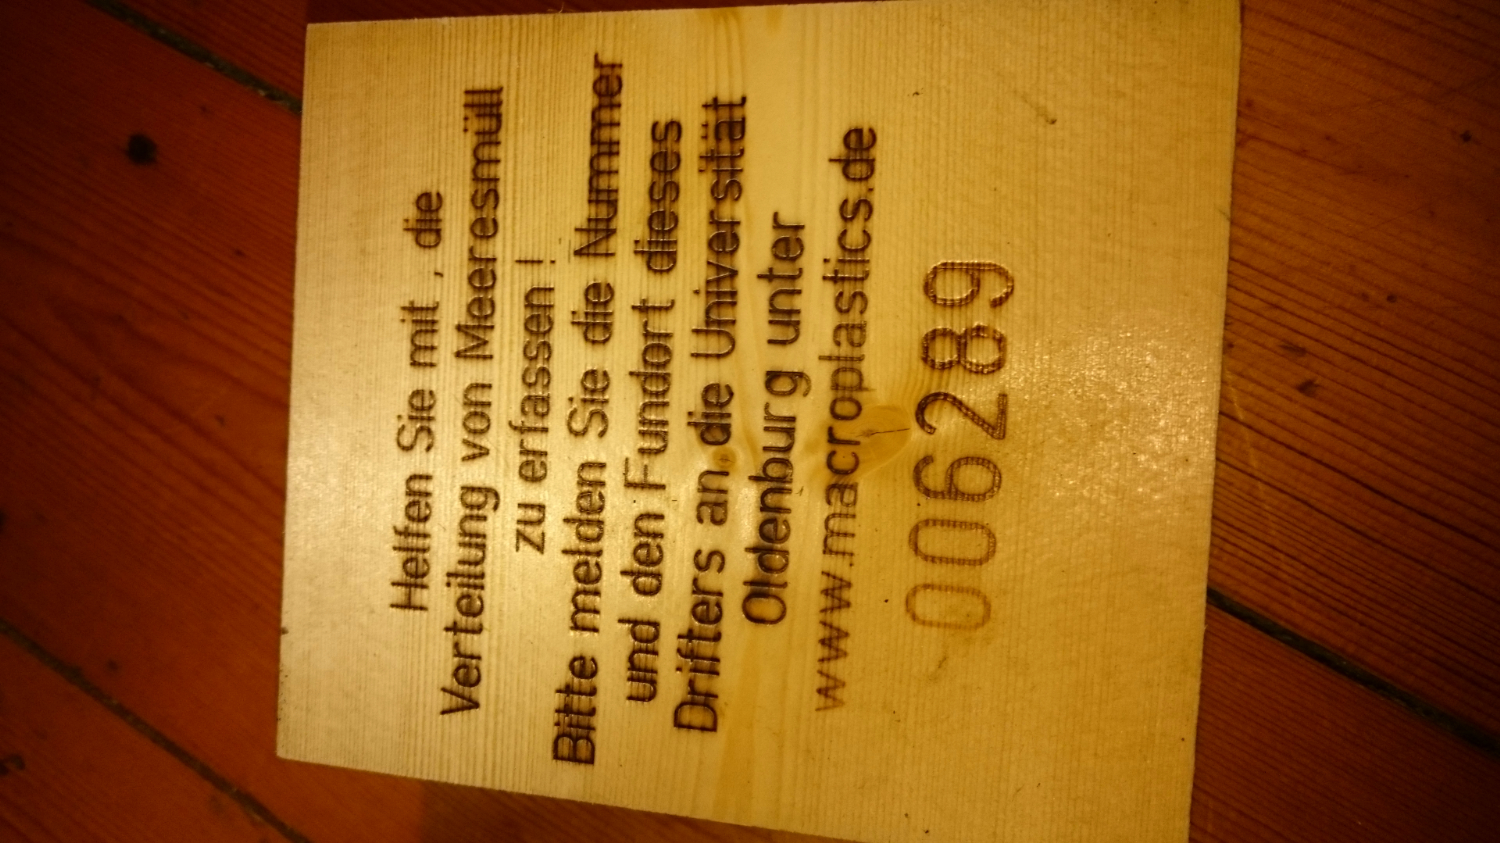 Helfen Sie mit , die
Verteilung von Meeresmüll
zu erfassen !
Bitte melden Sie die Nummer
und den Fundort dieses
Drifters an die Universität
Oldenburg unter
www.macroplastics.de
006289